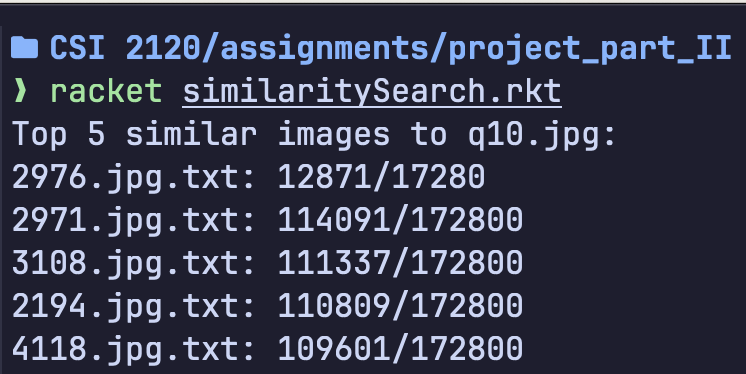 CSI 2120/assignments/project_part_II
❱ racket similaritySearch.rkt
Top 5 similar images to q10.jpg:
2976.jpg.txt: 12871/17280
2971.jpg.txt: 114091/172800
3108.jpg.txt: 111337/172800
2194.jpg.txt: 110809/172800
4118.jpg.txt: 109601/172800